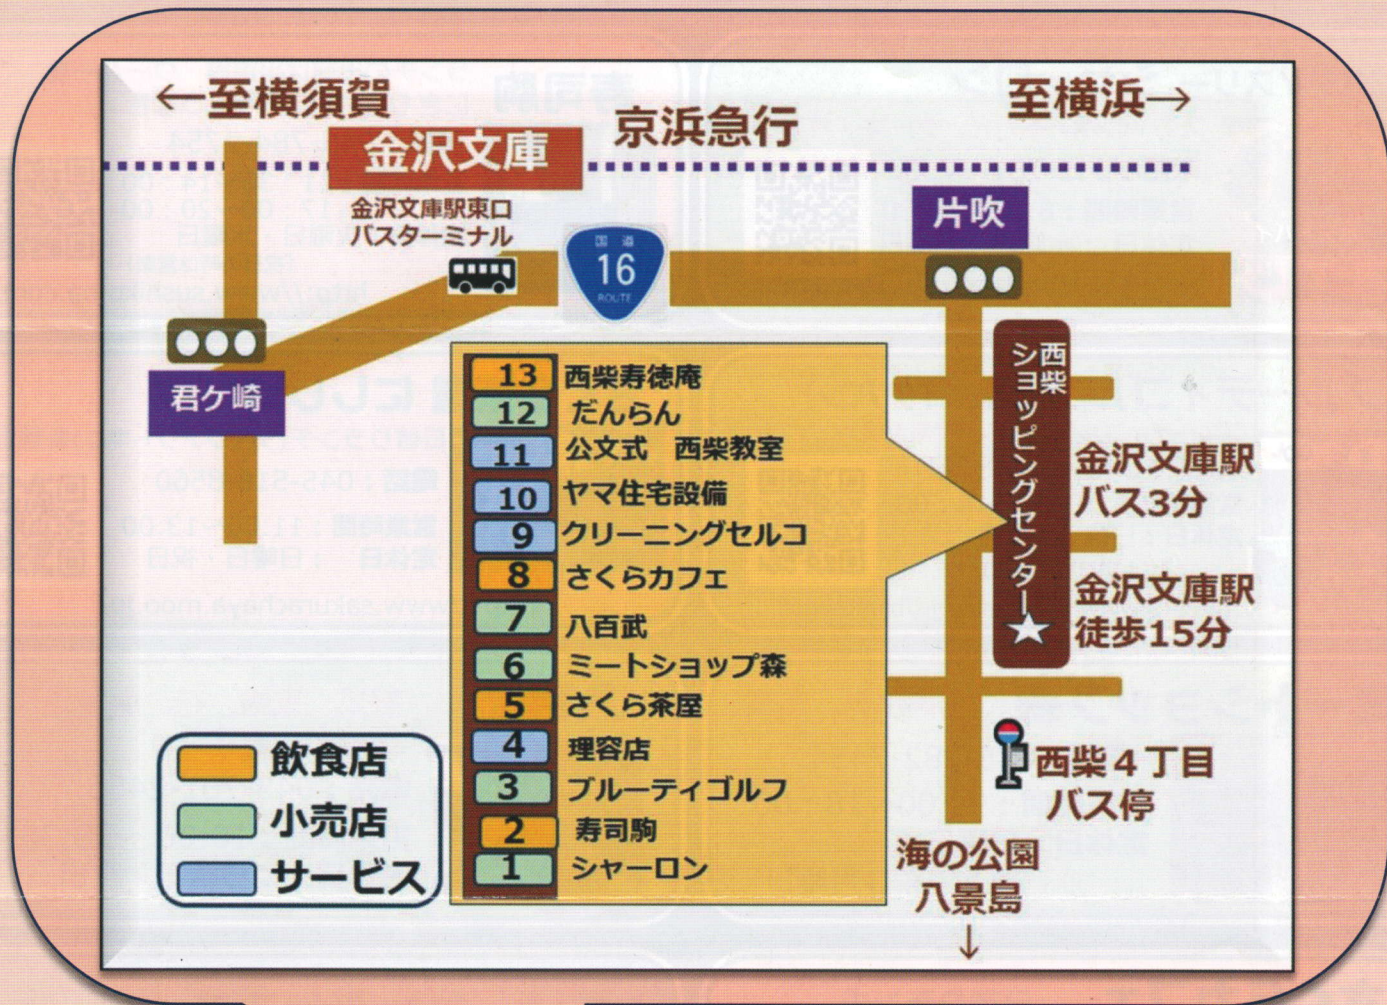 ←至横須賀
至横浜→
京浜急行
金沢文庫
金沢文庫駅東口
バスターミナル
国道
16
ROUTE
片吹
君ケ崎
13 西柴寿徳庵
12 だんらん
11 公文式 西柴教室
10 ヤマ住宅設備
9 クリーニングセルコ
8 さくらカフェ
7 八百武
6 ミートショップ森
5 さくら茶屋
4 理容店
3 ブルーティゴルフ
2 寿司駒
1 シャーロン
西柴
ショッピングセンター
金沢文庫駅
バス3分
金沢文庫駅
徒歩15分
西柴4丁目
バス停
海の公園
八景島
↓
飲食店
小売店
サービス